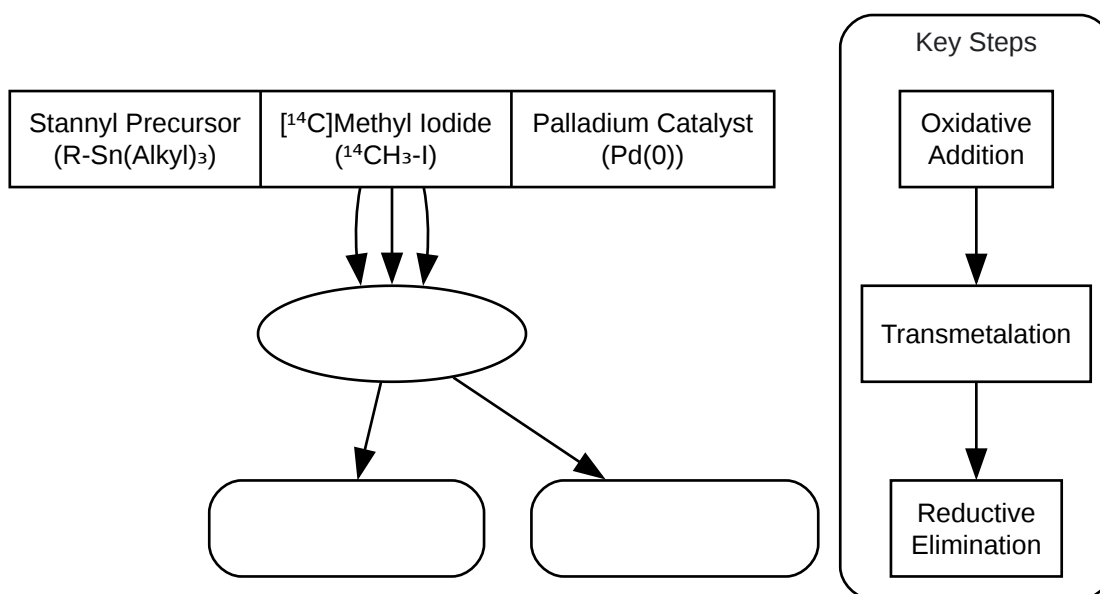 Key Steps
Stannyl Precursor
(R-Sn(Alkyl)₃)
[¹⁴C]Methyl Iodide
(¹⁴CH₃-I)
Palladium Catalyst
(Pd(0))
Oxidative
Addition
Transmetalation
Reductive
Elimination